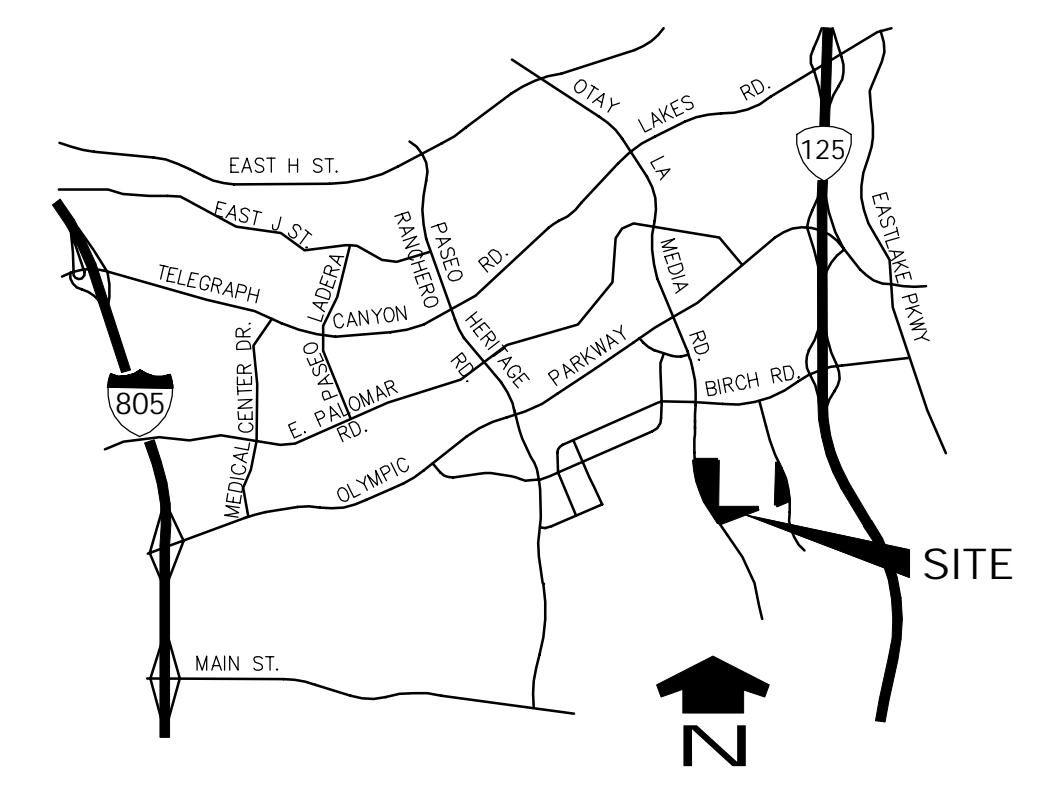 OTAY
LAKES
RD.
125
EAST H ST.
LA
EAST J ST.
RANCHERO
PASEO
EASTLAKE PKWY
MEDIA
RD.
TELEGRAPH
CANYON
RD.
PASEO LADERA
HERITAGE
RD.
PARKWAY
MEDICAL CENTER DR.
E. PALOMAR
RD.
BIRCH RD.
805
OLYMPIC
SITE
MAIN ST.
N